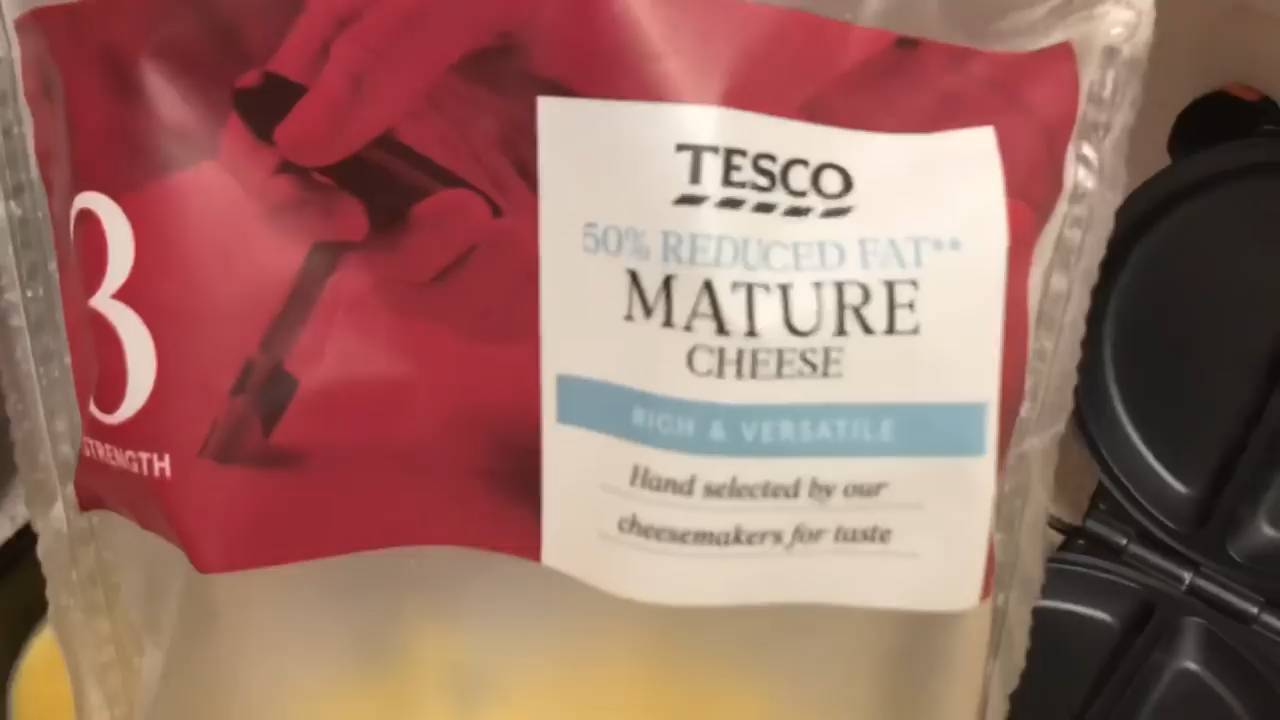 3
STRENGTH
TESCO
50% REDUCED FAT**
MATURE
CHEESE
RICH & VERSATILE
Hand selected by our
cheesemakers for taste